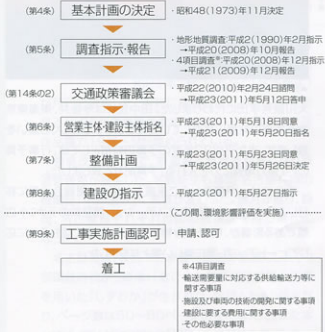 (第4条) 基本計画の決定 ・昭和48(1973)年11月決定
(第5条) 調査指示・報告 ・地形地質調査:平成2(1990)年2月指示
→平成20(2008)年10月報告
・4項目調査※:平成20(2008)年12月指示
→平成21(2009)年12月報告
(第14条の2) 交通政策審議会 ・平成22(2010)年2月24日諮問
→平成23(2011)年5月12日答申
(第6条) 営業主体・建設主体指名 ・平成23(2011)年5月18日同意
→平成23(2011)年5月20日指名
(第7条) 整備計画 ・平成23(2011)年5月23日同意
→平成23(2011)年5月26日決定
(第8条) 建設の指示 ・平成23(2011)年5月27日指示
(この間、環境影響評価を実施)
(第9条) 工事実施計画認可 ・申請、認可
着工
※4項目調査
・輸送需要量に対応する供給輸送力等に
関する事項
・施設及び車両の技術の開発に関する事項
・建設に要する費用に関する事項
・その他必要な事項